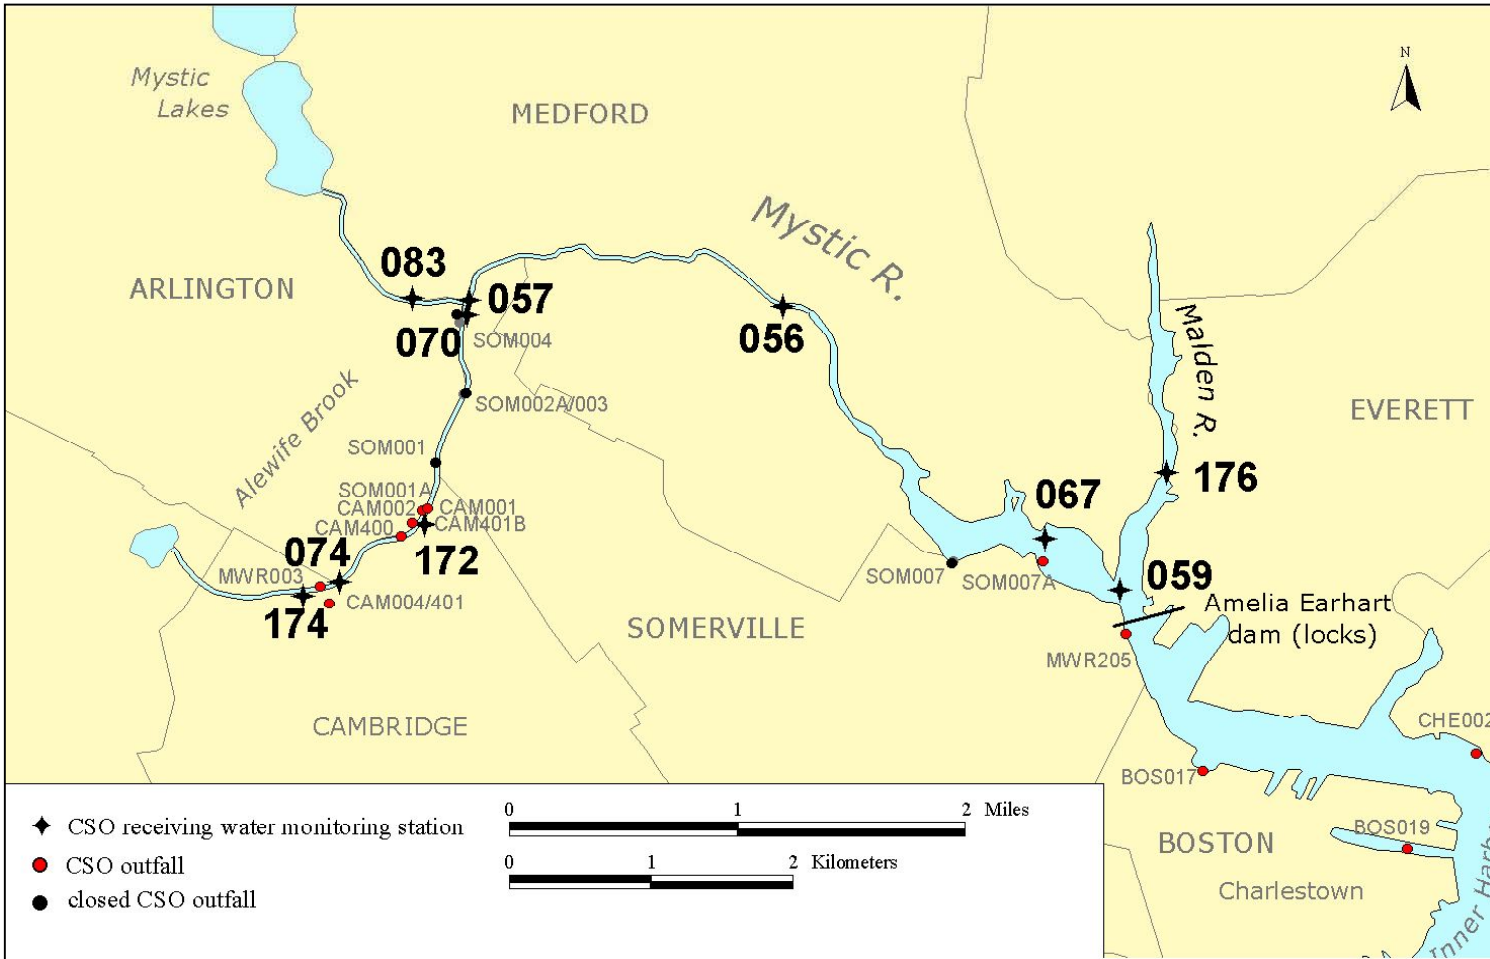 N
Mystic
Lakes
MEDFORD
Mystic R.
083
ARLINGTON
057
070
SOM004
056
Malden R.
SOM002A/003
EVERETT
Alewife Brook
SOM001
176
067
SOM001A
CAM002
CAM001
CAM400
CAM401B
074
172
MWR003
CAM004/401
174
SOM007
SOM007A
059
Amelia Earhart
dam (locks)
SOMERVILLE
MWR205
CAMBRIDGE
CHE002
BOS017
BOS019
BOSTON
Charlestown
0 1 2 Miles
CSO receiving water monitoring station
0 1 2 Kilometers
CSO outfall
closed CSO outfall
Inner